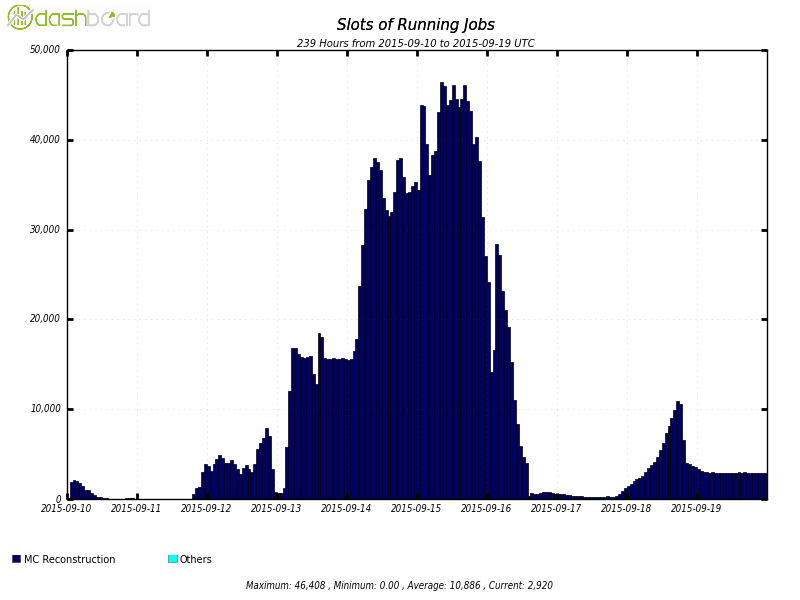 dashboard
Slots of Running Jobs
239 Hours from 2015-09-10 to 2015-09-19 UTC
50,000
40,000
30,000
20,000
10,000
0
2015-09-10 2015-09-11 2015-09-12 2015-09-13 2015-09-14 2015-09-15 2015-09-16 2015-09-17 2015-09-18 2015-09-19
MC Reconstruction Others
Maximum: 46,408 , Minimum: 0.00 , Average: 10,886 , Current: 2,920